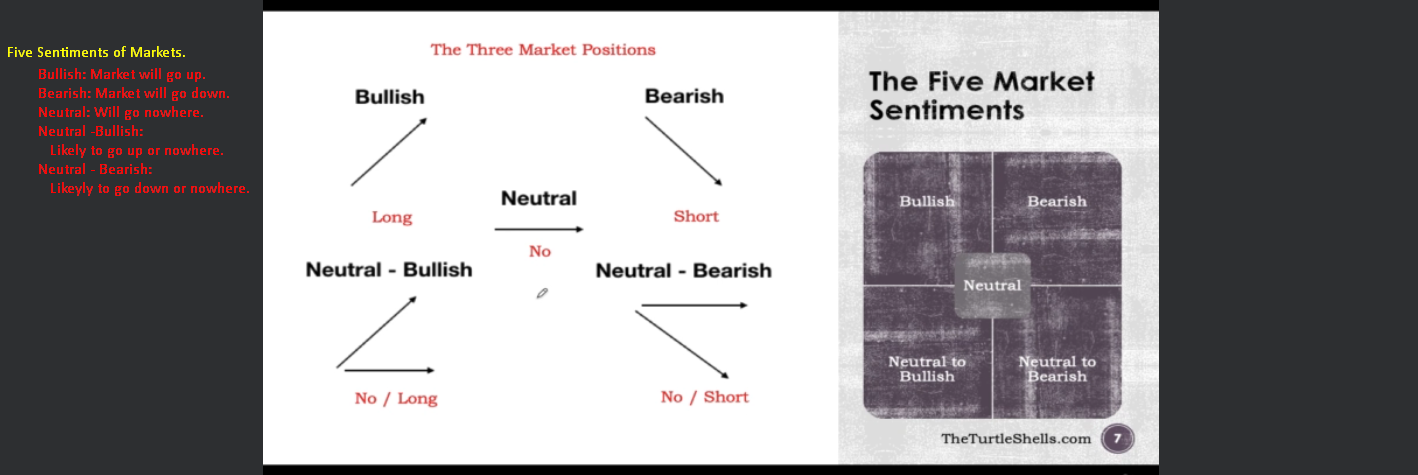 Five Sentiments of Markets.
Bullish: Market will go up.
Bearish: Market will go down.
Neutral: Will go nowhere.
Neutral -Bullish:
Likely to go up or nowhere.
Neutral - Bearish:
Likeyly to go down or nowhere.
The Three Market Positions
Bullish
Bearish
Long
Neutral
Short
No
Neutral - Bullish
Neutral - Bearish
No / Long
No / Short
The Five Market
Sentiments
Bullish
Bearish
Neutral
Neutral to
Bullish
Neutral to
Bearish
TheTurtleShells.com
7